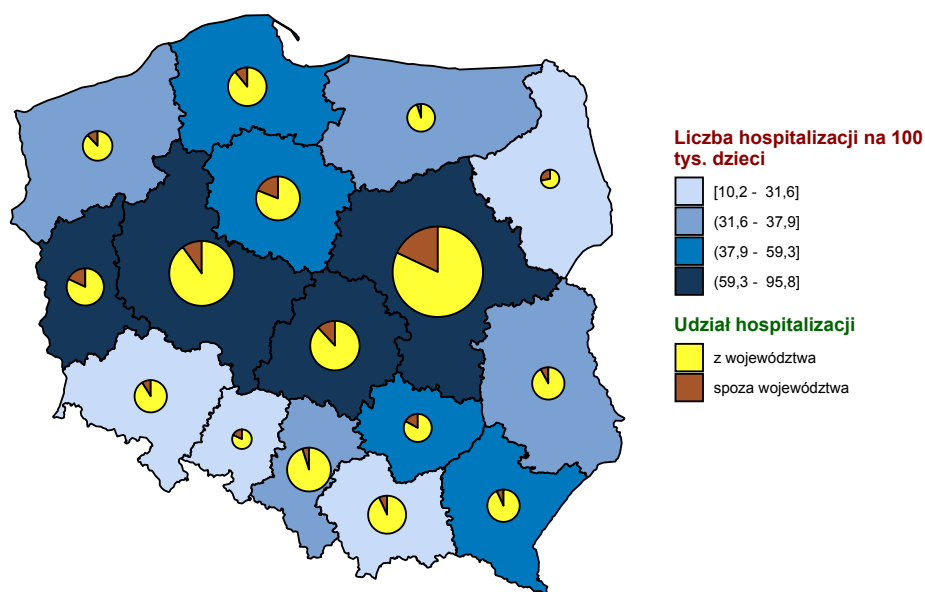 Liczba hospitalizacji na 100
tys. dzieci
[10,2 - 31,6]
(31,6 - 37,9]
(37,9 - 59,3]
(59,3 - 95,8]
Udział hospitalizacji
z województwa
spoza województwa